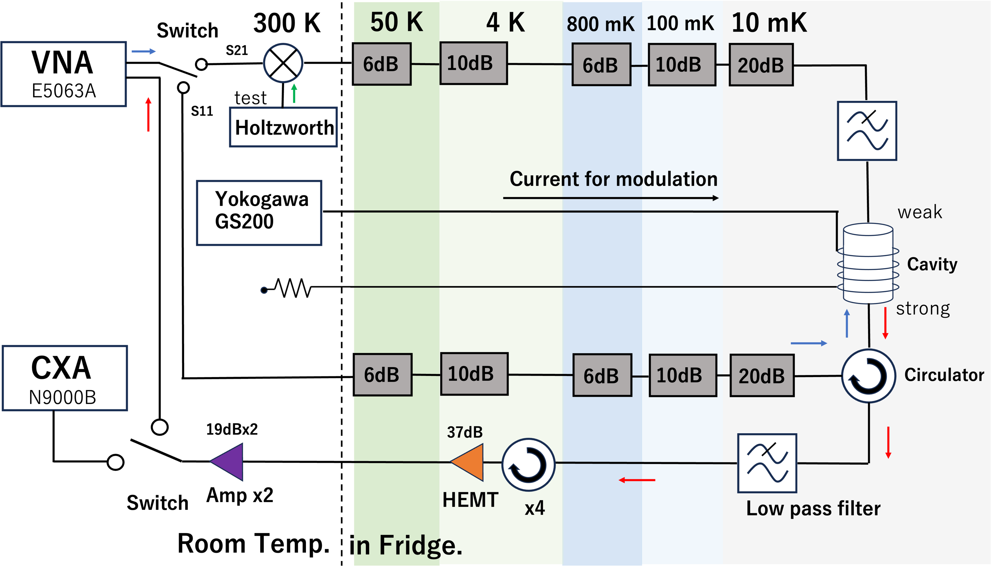 Switch
300 K
50 K
4 K
800 mK
100 mK
10 mK
VNA
E5063A
S21
S11
test
Holtzworth
6dB
10dB
6dB
10dB
20dB
Current for modulation
Yokogawa
GS200
weak
Cavity
strong
CXA
N9000B
6dB
10dB
6dB
10dB
20dB
Circulator
19dBx2
37dB
Amp x2
HEMT
x4
Switch
Low pass filter
Room Temp.
in Fridge.